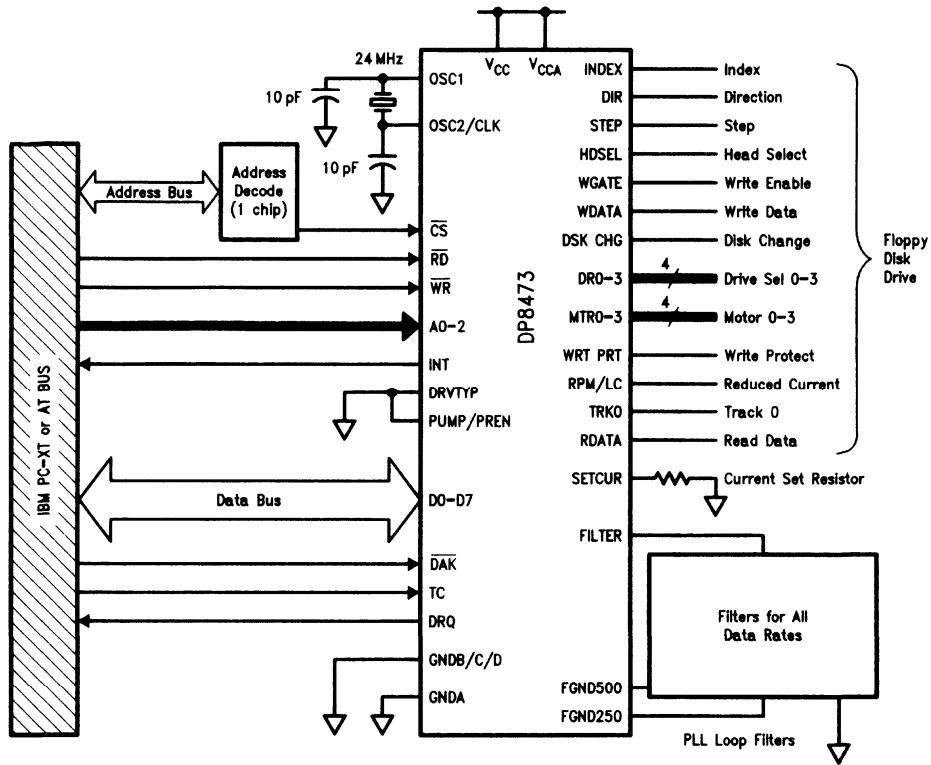 24 MHz
10 pF
10 pF
VCC
VCCA
OSC1
OSC2/CLK
Address Bus
Address
Decode
(1 chip)
CS
RD
WR
A0-2
INT
DRVTYP
PUMP/PREN
IBM PC-XT or AT BUS
Data Bus
D0-D7
DAK
TC
DRQ
GNDB/C/D
GNDA
DP8473
INDEX
Index
DIR
Direction
STEP
Step
HDSEL
Head Select
WGATE
Write Enable
WDATA
Write Data
DSK CHG
Disk Change
DR0-3
4
Drive Sel 0-3
MTR0-3
4
Motor 0-3
WRT PRT
Write Protect
RPM/LC
Reduced Current
TRK0
Track 0
RDATA
Read Data
Floppy
Disk
Drive
SETCUR
Current Set Resistor
FILTER
Filters for All
Data Rates
FGND500
FGND250
PLL Loop Filters